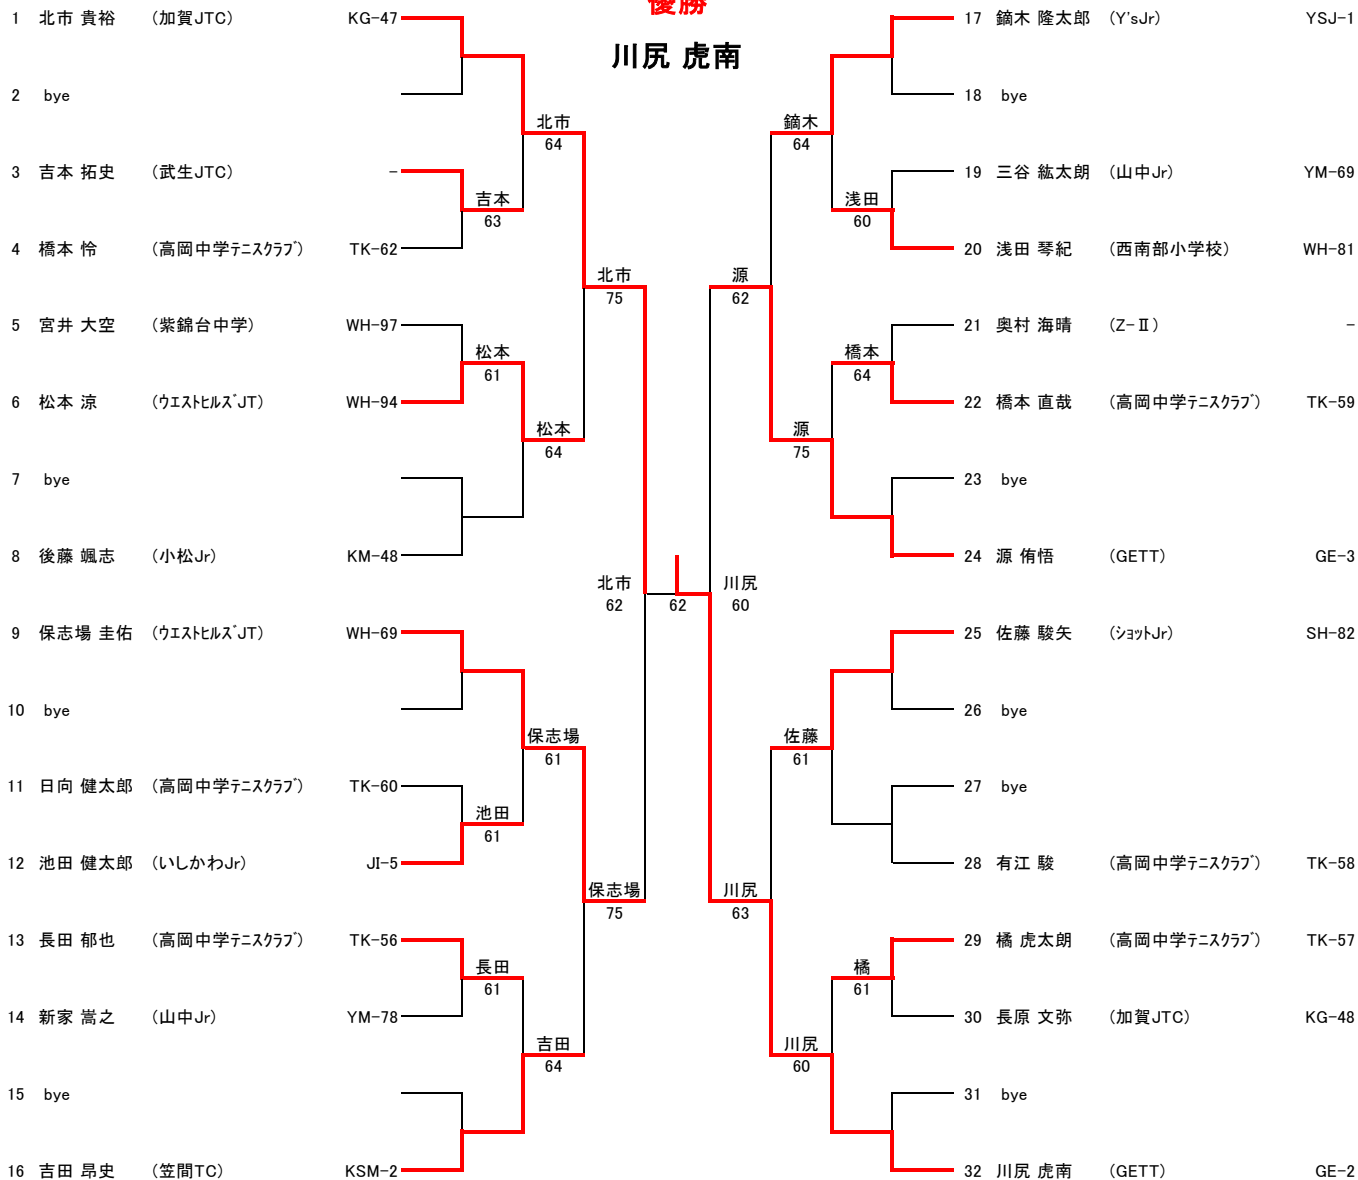 優勝
川尻 虎南
1 北市 貴裕 (加賀JTC) KG-47
2 bye
3 吉本 拓史 (武生JTC) -
4 橋本 怜 (高岡中学テニスクラブ) TK-62
5 宮井 大空 (紫錦台中学) WH-97
6 松本 涼 (ウエストヒルズJT) WH-94
7 bye
8 後藤 颯志 (小松Jr) KM-48
9 保志場 圭佑 (ウエストヒルズJT) WH-69
10 bye
11 日向 健太郎 (高岡中学テニスクラブ) TK-60
12 池田 健太郎 (いしかわJr) JI-5
13 長田 郁也 (高岡中学テニスクラブ) TK-56
14 新家 嵩之 (山中Jr) YM-78
15 bye
16 吉田 昂史 (笠間TC) KSM-2
吉本
63
松本
61
池田
61
長田
61
北市
64
松本
64
保志場
61
吉田
64
北市
75
保志場
75
北市
62
62
川尻
60
源
62
川尻
63
鏑木
64
源
75
佐藤
61
川尻
60
浅田
60
橋本
64
橘
61
17 鏑木 隆太郎 (Y'sJr) YSJ-1
18 bye
19 三谷 紘太朗 (山中Jr) YM-69
20 浅田 琴紀 (西南部小学校) WH-81
21 奥村 海晴 (Z-Ⅱ) -
22 橋本 直哉 (高岡中学テニスクラブ) TK-59
23 bye
24 源 侑悟 (GETT) GE-3
25 佐藤 駿矢 (ショットJr) SH-82
26 bye
27 bye
28 有江 駿 (高岡中学テニスクラブ) TK-58
29 橘 虎太朗 (高岡中学テニスクラブ) TK-57
30 長原 文弥 (加賀JTC) KG-48
31 bye
32 川尻 虎南 (GETT) GE-2